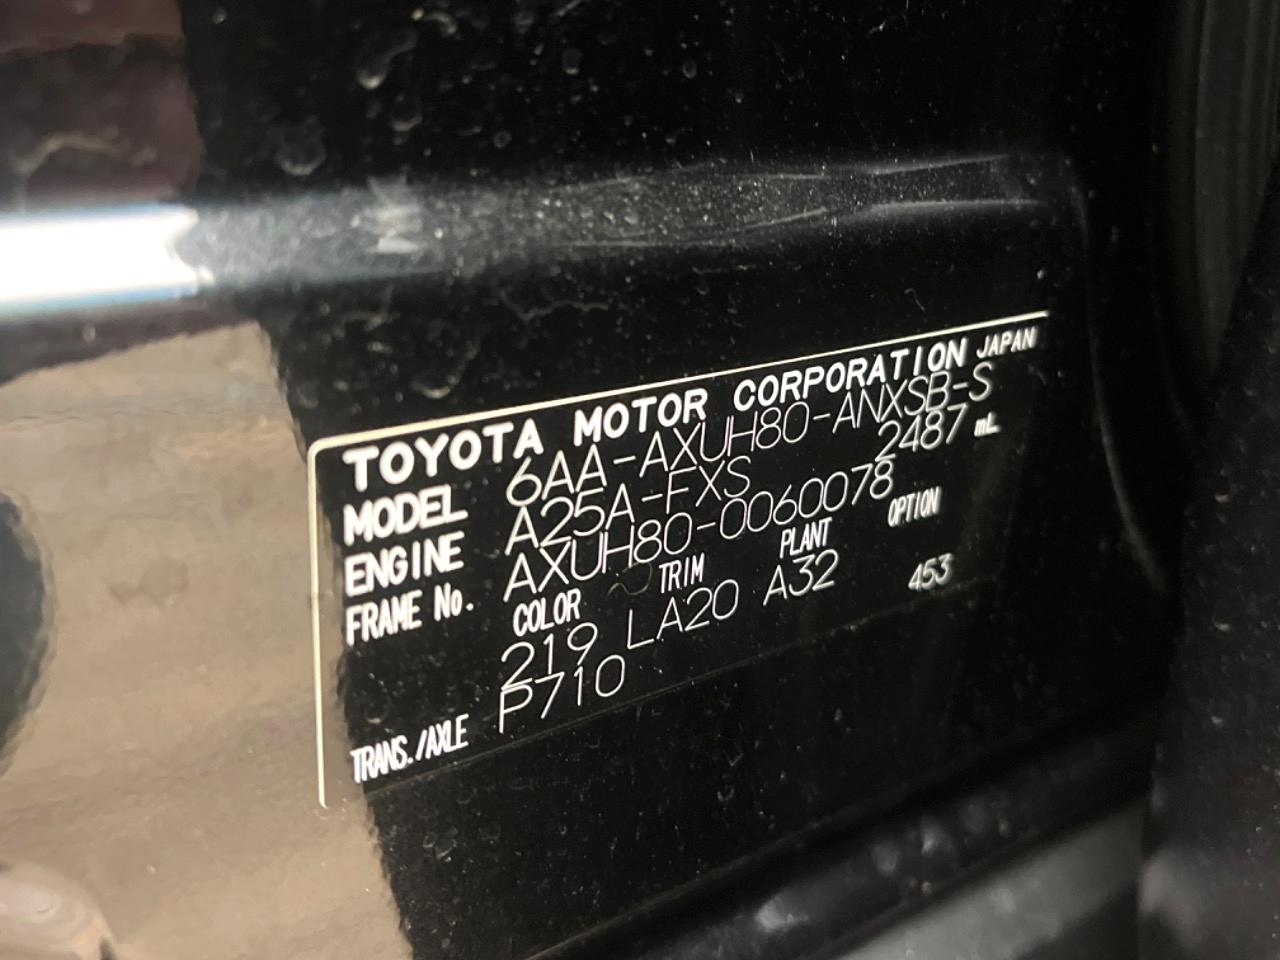 TOYOTA MOTOR CORPORATION JAPAN
MODEL 6AA-AXUH80-ANXSB-S
ENGINE A25A-FXS 2487 mL
FRAME No. AXUH80-0060078
COLOR TRIM PLANT OPTION
219 LA20 A32 453
TRANS./AXLE P710